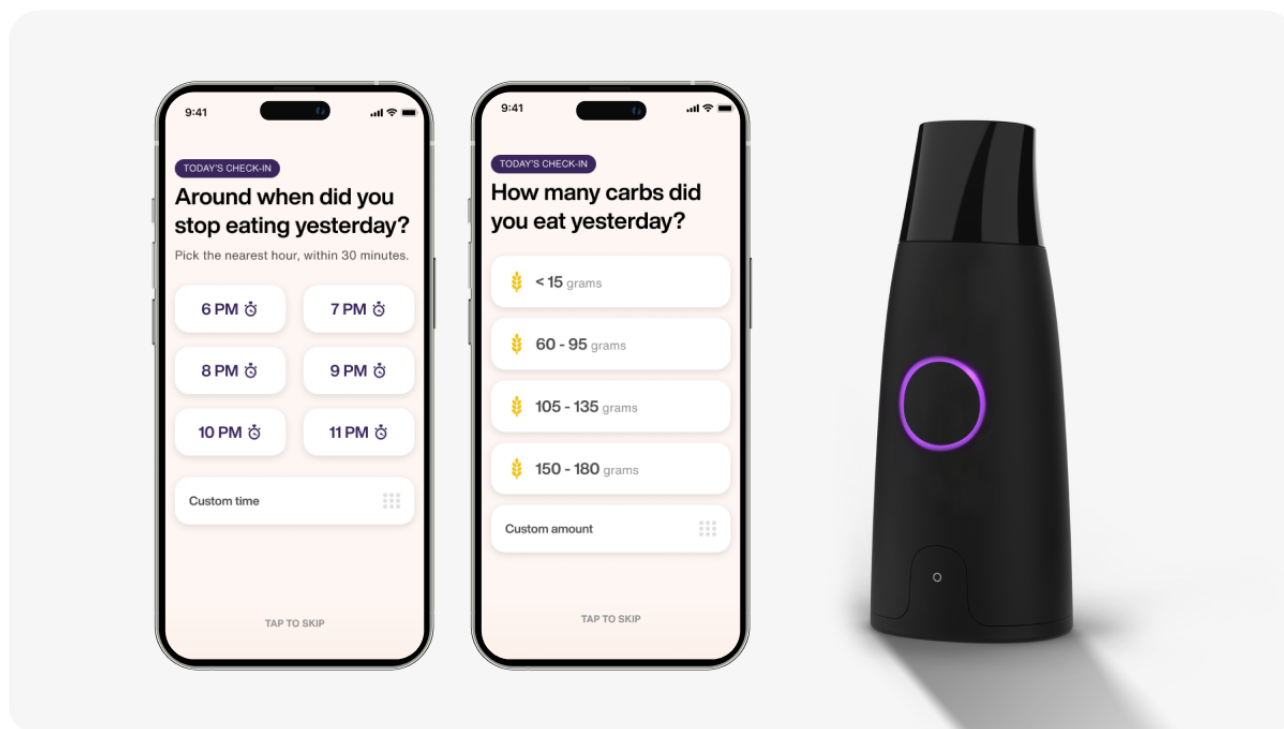 9:41
TODAY'S CHECK-IN
Around when did you
stop eating yesterday?
Pick the nearest hour, within 30 minutes.
6 PM
7 PM
8 PM
9 PM
10 PM
11 PM
Custom time
TAP TO SKIP
9:41
TODAY'S CHECK-IN
How many carbs did
you eat yesterday?
< 15 grams
60 - 95 grams
105 - 135 grams
150 - 180 grams
Custom amount
TAP TO SKIP